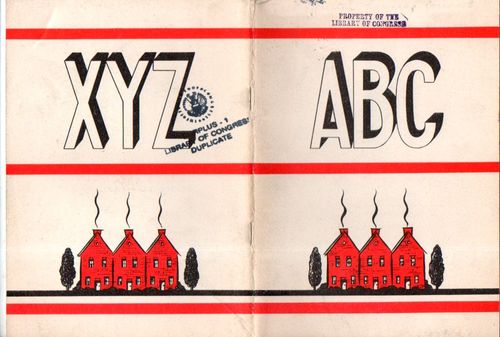 XYZ
SURPLUS - 1
LIBRARY OF CONGRESS
DUPLICATE
PROPERTY OF THE
LIBRARY OF CONGRESS
ABC